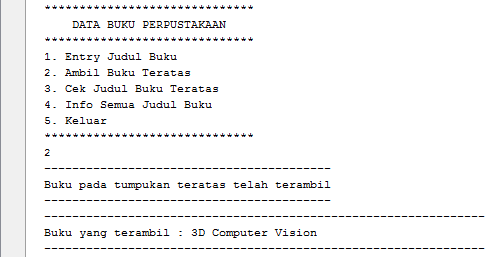 ******************************
DATA BUKU PERPUSTAKAAN
******************************
1. Entry Judul Buku
2. Ambil Buku Teratas
3. Cek Judul Buku Teratas
4. Info Semua Judul Buku
5. Keluar
******************************
2
-----------------------------------------
Buku pada tumpukan teratas telah terambil
-----------------------------------------
---------------------------------------------------------------
Buku yang terambil : 3D Computer Vision
---------------------------------------------------------------